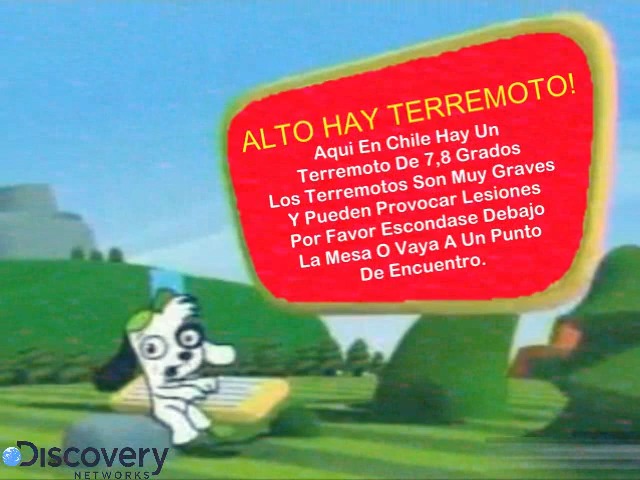 ALTO HAY TERREMOTO!
Aqui En Chile Hay Un
Terremoto De 7,8 Grados
Los Terremotos Son Muy Graves
Y Pueden Provocar Lesiones
Por Favor Escondase Debajo
La Mesa O Vaya A Un Punto
De Encuentro.
Discovery
NETWORKS